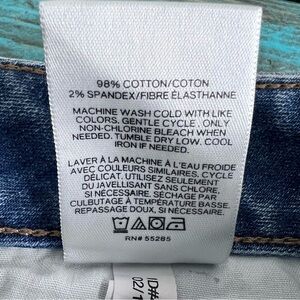 98% COTTON/COTON
2% SPANDEX/FIBRE ÉLASTHANNE
MACHINE WASH COLD WITH LIKE
COLORS. GENTLE CYCLE. ONLY
NON-CHLORINE BLEACH WHEN
NEEDED. TUMBLE DRY LOW. COOL
IRON IF NEEDED.
LAVER À LA MACHINE À L'EAU FROIDE
AVEC COULEURS SIMILAIRES. CYCLE
DÉLICAT. UTILISEZ SEULEMENT
DU JAVELLISANT SANS CHLORE
SI NÉCESSAIRE. SÉCHAGE PAR
CULBUTAGE À TEMPÉRATURE BASSE.
REPASSAGE DOUX, SI NÉCESSAIRE.
RN# 55285
ID#
02